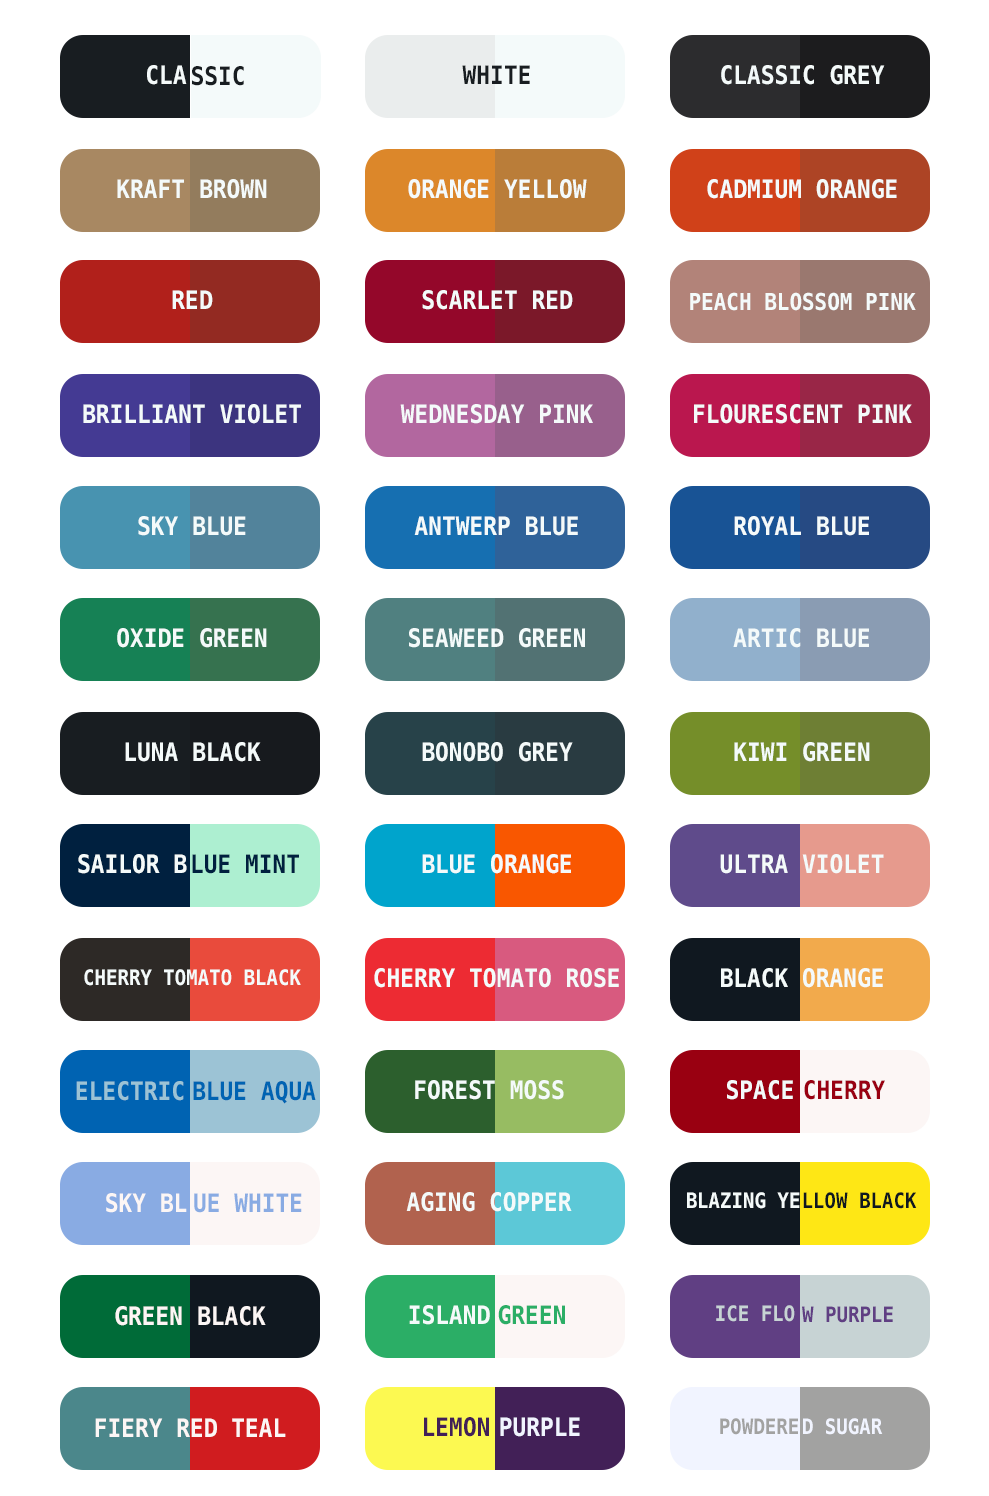 CLASSIC
WHITE
CLASSIC GREY
KRAFT BROWN
ORANGE YELLOW
CADMIUM ORANGE
RED
SCARLET RED
PEACH BLOSSOM PINK
BRILLIANT VIOLET
WEDNESDAY PINK
FLOURESCENT PINK
SKY BLUE
ANTWERP BLUE
ROYAL BLUE
OXIDE GREEN
SEAWEED GREEN
ARTIC BLUE
LUNA BLACK
BONOBO GREY
KIWI GREEN
SAILOR BLUE MINT
BLUE ORANGE
ULTRA VIOLET
CHERRY TOMATO BLACK
CHERRY TOMATO ROSE
BLACK ORANGE
ELECTRIC BLUE AQUA
FOREST MOSS
SPACE CHERRY
SKY BLUE WHITE
AGING COPPER
BLAZING YELLOW BLACK
GREEN BLACK
ISLAND GREEN
ICE FLOW PURPLE
FIERY RED TEAL
LEMON PURPLE
POWDERED SUGAR